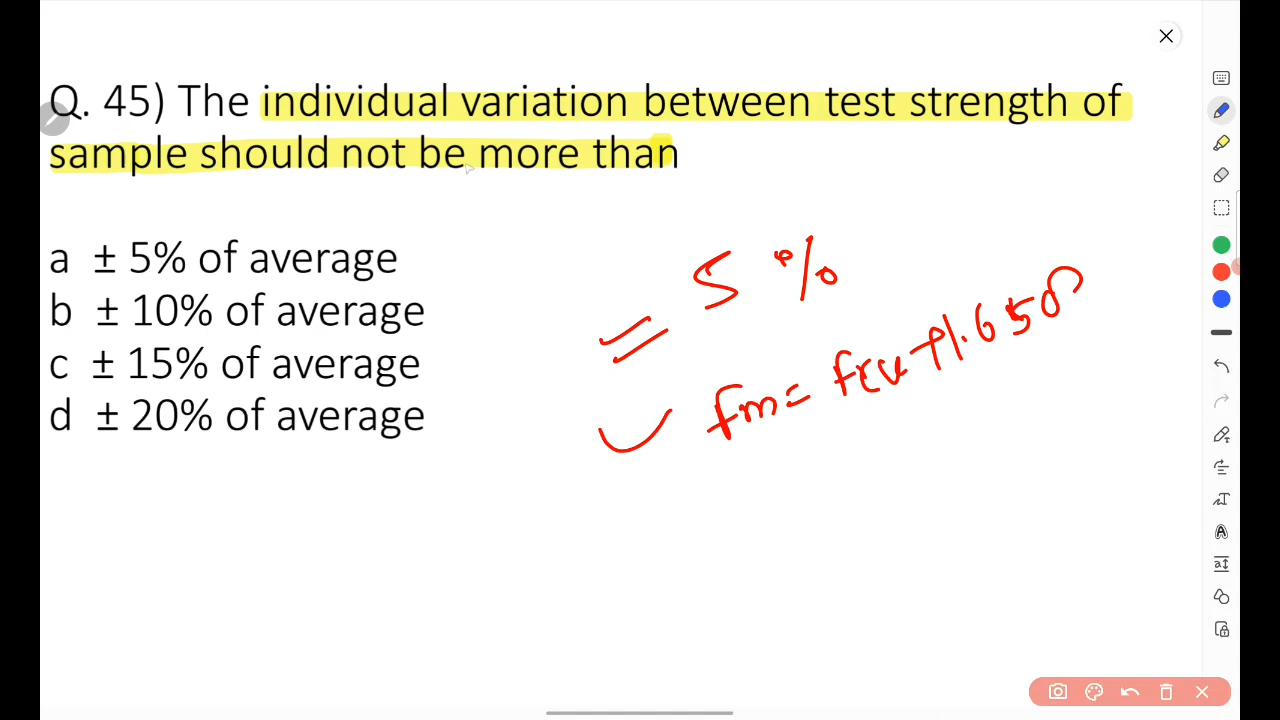 Q. 45) The individual variation between test strength of
sample should not be more than
a ± 5% of average
b ± 10% of average
c ± 15% of average
d ± 20% of average
= 5 %
fm = fck + 1.65σ